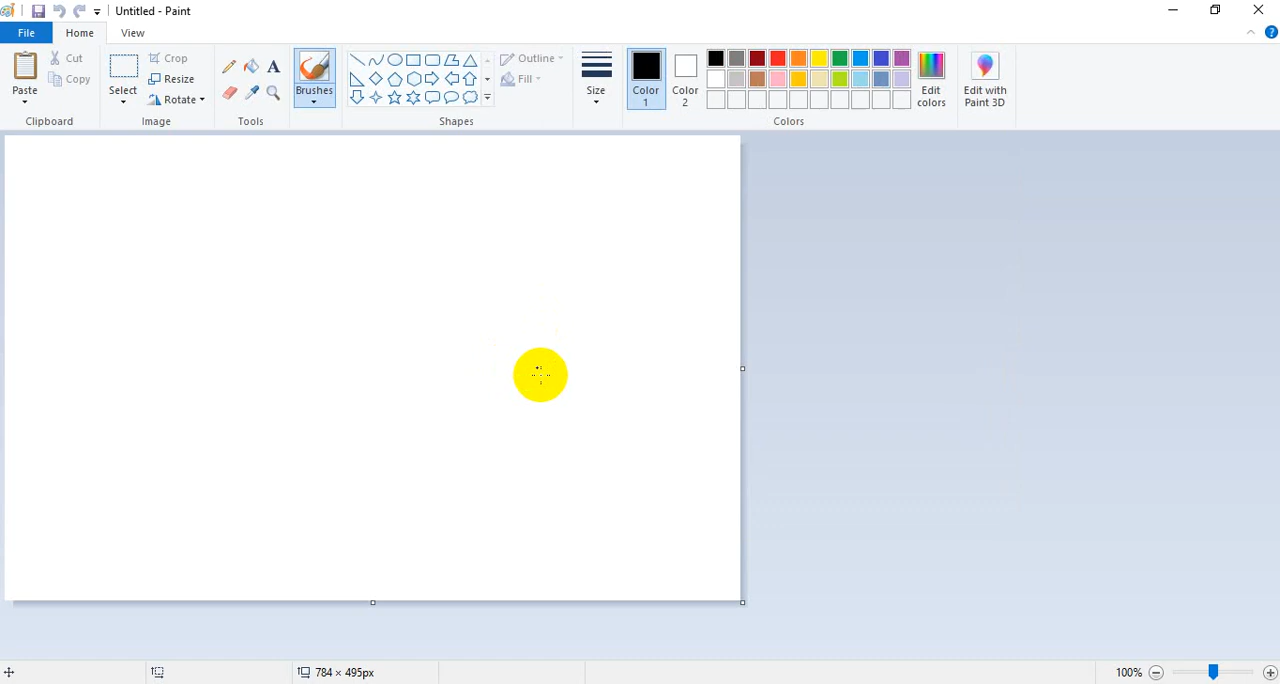 Untitled - Paint
File Home View
Paste Cut Copy
Select Crop Resize Rotate
A
Brushes
Outline Fill
Size
Color 1 Color 2
Edit colors
Edit with Paint 3D
Clipboard Image Tools Shapes Colors
784 × 495px 100%